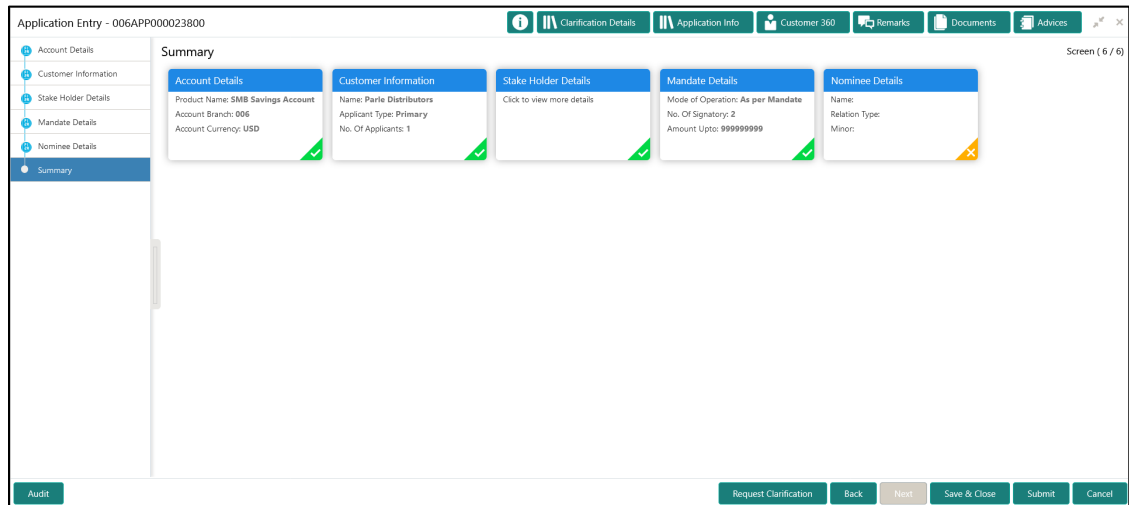 Application Entry - 006APP000023800
Clarification Details
Application Info
Customer 360
Remarks
Documents
Advices
Account Details
Customer Information
Stake Holder Details
Mandate Details
Nominee Details
Summary
Summary
Screen ( 6 / 6)
Account Details
Product Name: SMB Savings Account
Account Branch: 006
Account Currency: USD
Customer Information
Name: Parle Distributors
Applicant Type: Primary
No. Of Applicants: 1
Stake Holder Details
Click to view more details
Mandate Details
Mode of Operation: As per Mandate
No. Of Signatory: 2
Amount Upto: 999999999
Nominee Details
Name:
Relation Type:
Minor:
Audit
Request Clarification
Back
Next
Save & Close
Submit
Cancel